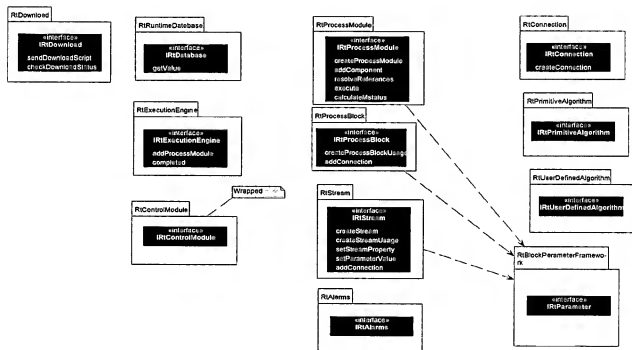 RtDownload
«interface»
IRtDownload
sendDownloadScript
checkDownloadStatus
RtRuntimeDatabase
«interface»
IRtDatabase
getValue
RtExecutionEngine
«interface»
IRtExecutionEngine
addProcessModule
completed
Wrapped
RtControlModule
«interface»
IRtControlModule
RtProcessModule
«interface»
IRtProcessModule
createProcessModule
addComponent
resolveReferences
execute
calculateMstatus
RtProcessBlock
«interface»
IRtProcessBlock
createProcessBlockUsage
addConnection
RtStream
«interface»
IRtStream
createStream
createStreamUsage
setStreamProperty
setParameterValue
addConnection
RtAlarms
«interface»
IRtAlarms
RtConnection
«interface»
IRtConnection
createConnection
RtPrimitiveAlgorithm
«interface»
IRtPrimitiveAlgorithm
RtUserDefinedAlgorithm
«interface»
IRtUserDefinedAlgorithm
RtBlockParameterFramewo-
rk
«interface»
IRtParameter